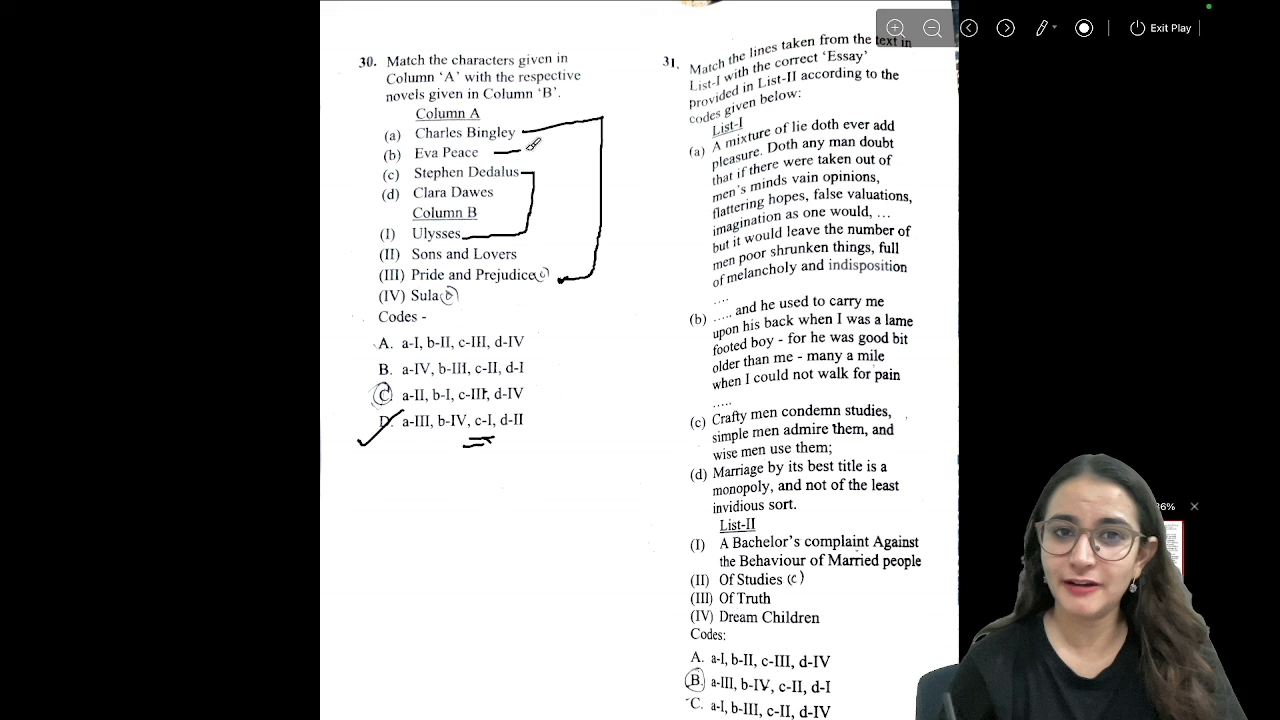 Exit Play
30. Match the characters given in
Column 'A' with the respective
novels given in Column 'B'.
Column A
(a) Charles Bingley
(b) Eva Peace
(c) Stephen Dedalus
(d) Clara Dawes
Column B
(I) Ulysses
(II) Sons and Lovers
(III) Pride and Prejudice
(IV) Sula (b)
Codes -
A. a-I, b-II, c-III, d-IV
B. a-IV, b-III, c-II, d-I
C. a-II, b-I, c-III, d-IV
D. a-III, b-IV, c-I, d-II
31. Match the lines taken from the text in
List-I with the correct 'Essay'
provided in List-II according to the
codes given below:
List-I
(a) A mixture of lie doth ever add
pleasure. Doth any man doubt
that if there were taken out of
men's minds vain opinions,
flattering hopes, false valuations,
imagination as one would, ...
but it would leave the number of
men poor shrunken things, full
of melancholy and indisposition
....
(b) ..... and he used to carry me
upon his back when I was a lame
footed boy - for he was good bit
older than me - many a mile
when I could not walk for pain
.....
(c) Crafty men condemn studies,
simple men admire them, and
wise men use them;
(d) Marriage by its best title is a
monopoly, and not of the least
invidious sort.
List-II
(I) A Bachelor's complaint Against
the Behaviour of Married people
(II) Of Studies (c)
(III) Of Truth
(IV) Dream Children
Codes:
A. a-I, b-II, c-III, d-IV
B. a-III, b-IV, c-II, d-I
C. a-I, b-III, c-II, d-IV